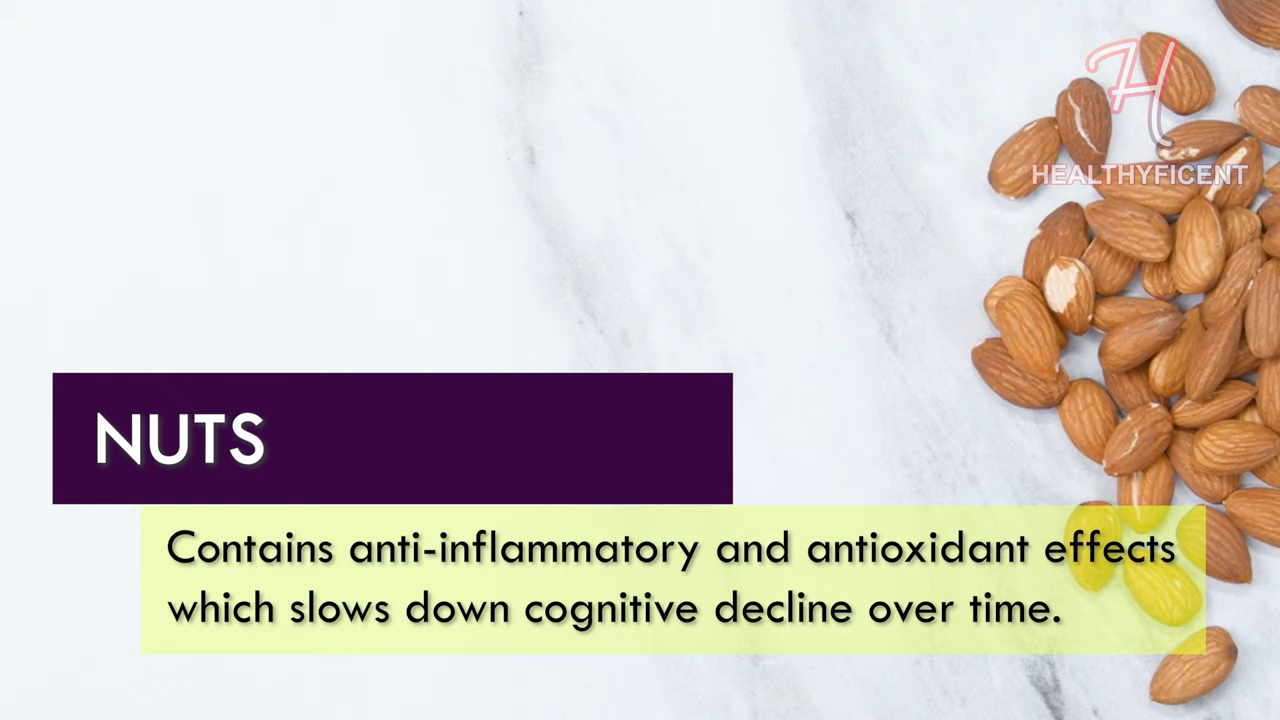 H
HEALTHYFICENT
NUTS
Contains anti-inflammatory and antioxidant effects
which slows down cognitive decline over time.